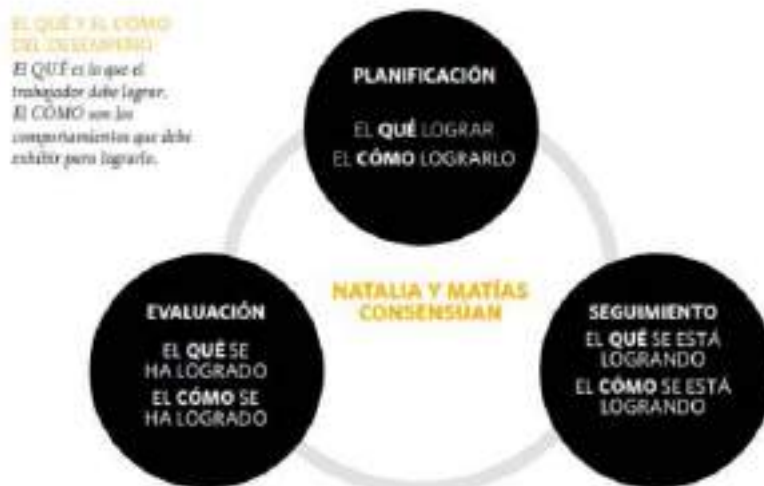 EL QUÉ Y EL CÓMO
DEL DESEMPEÑO
El QUÉ es lo que el
trabajador debe lograr.
El CÓMO son los
comportamientos que debe
exhibir para lograrlo.
PLANIFICACIÓN
EL QUÉ LOGRAR
EL CÓMO LOGRARLO
NATALIA Y MATÍAS
CONSENSÚAN
EVALUACIÓN
EL QUÉ SE
HA LOGRADO
EL CÓMO SE
HA LOGRADO
SEGUIMIENTO
EL QUÉ SE ESTÁ
LOGRANDO
EL CÓMO SE ESTÁ
LOGRANDO